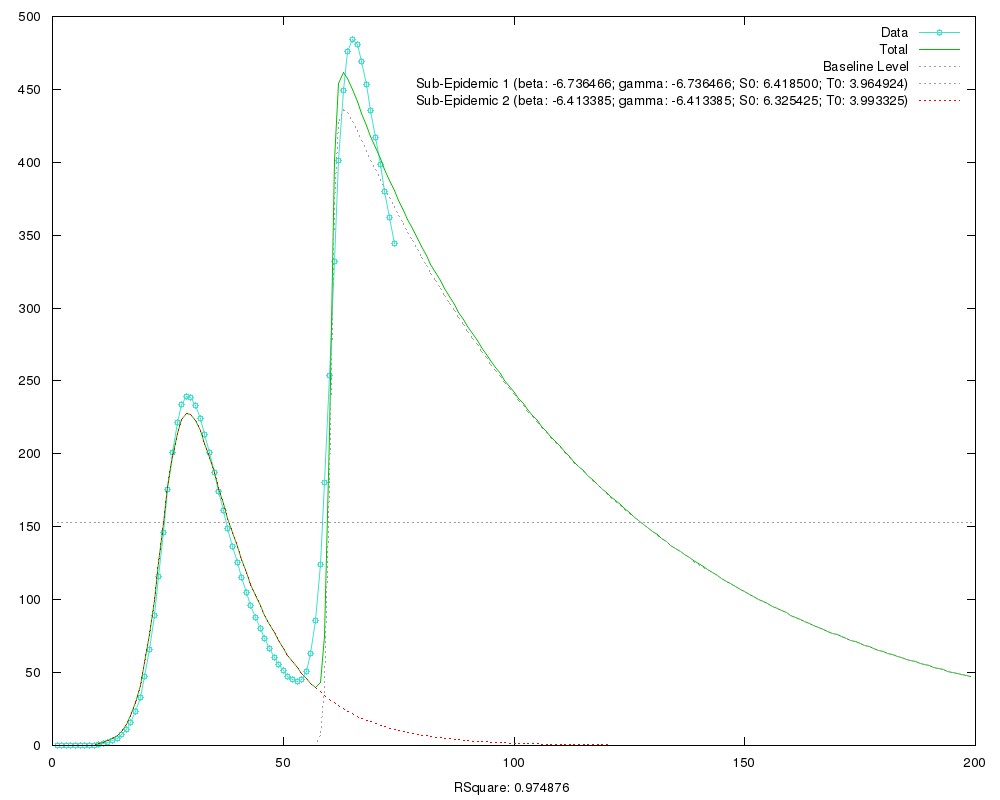 500
450
400
350
300
250
200
150
100
50
0
Data
Total
Baseline Level
Sub-Epidemic 1 (beta: -6.736466; gamma: -6.736466; S0: 6.418500; T0: 3.964924)
Sub-Epidemic 2 (beta: -6.413385; gamma: -6.413385; S0: 6.325425; T0: 3.993325)
0 50 100 150 200
RSquare: 0.974876